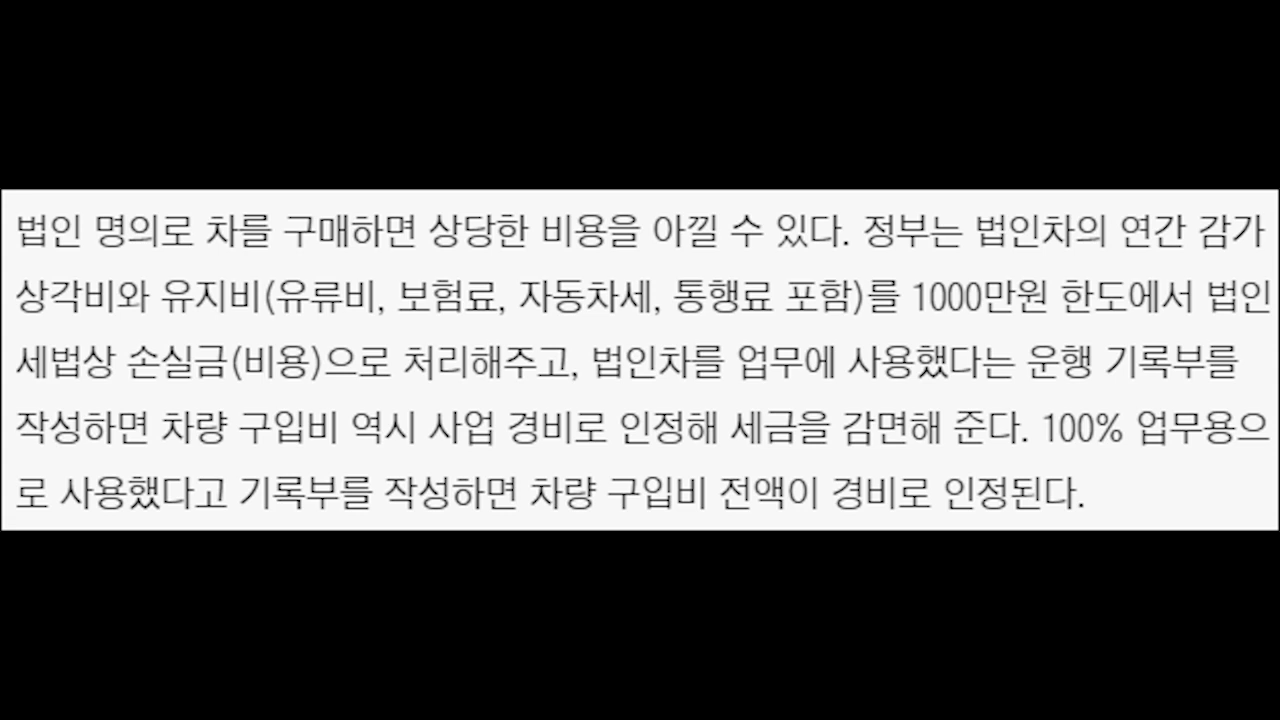 법인 명의로 차를 구매하면 상당한 비용을 아낄 수 있다. 정부는 법인차의 연간 감가
상각비와 유지비(유류비, 보험료, 자동차세, 통행료 포함)를 1000만원 한도에서 법인
세법상 손실금(비용)으로 처리해주고, 법인차를 업무에 사용했다는 운행 기록부를
작성하면 차량 구입비 역시 사업 경비로 인정해 세금을 감면해 준다. 100% 업무용으
로 사용했다고 기록부를 작성하면 차량 구입비 전액이 경비로 인정된다.